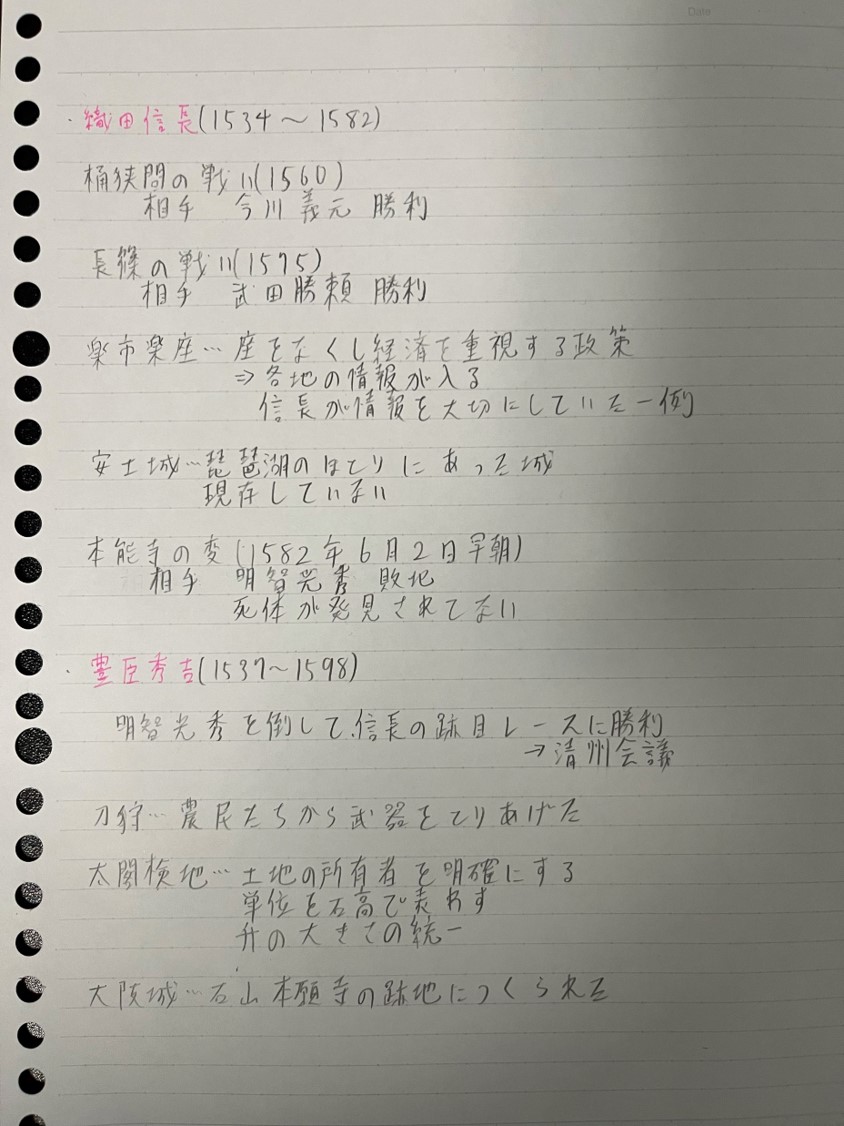 Date
・織田信長(1534～1582)
桶狭間の戦い(1560)
相手 今川義元 勝利
長篠の戦い(1575)
相手 武田勝頼 勝利
楽市楽座…座をなくし経済を重視する政策
⇒各地の情報が入る
信長が情報を大切にしていた一例
安土城…琵琶湖のほとりにあった城
現存していない
本能寺の変(1582年6月2日早朝)
相手 明智光秀 敗北
死体が発見されてない
・豊臣秀吉(1537～1598)
明智光秀を倒して、信長の跡目レースに勝利
→清州会議
刀狩…農民たちから武器をとりあげた
太閤検地…土地の所有者を明確にする
単位を石高で表わす
升の大きさの統一
大阪城…石山本願寺の跡地につくられた